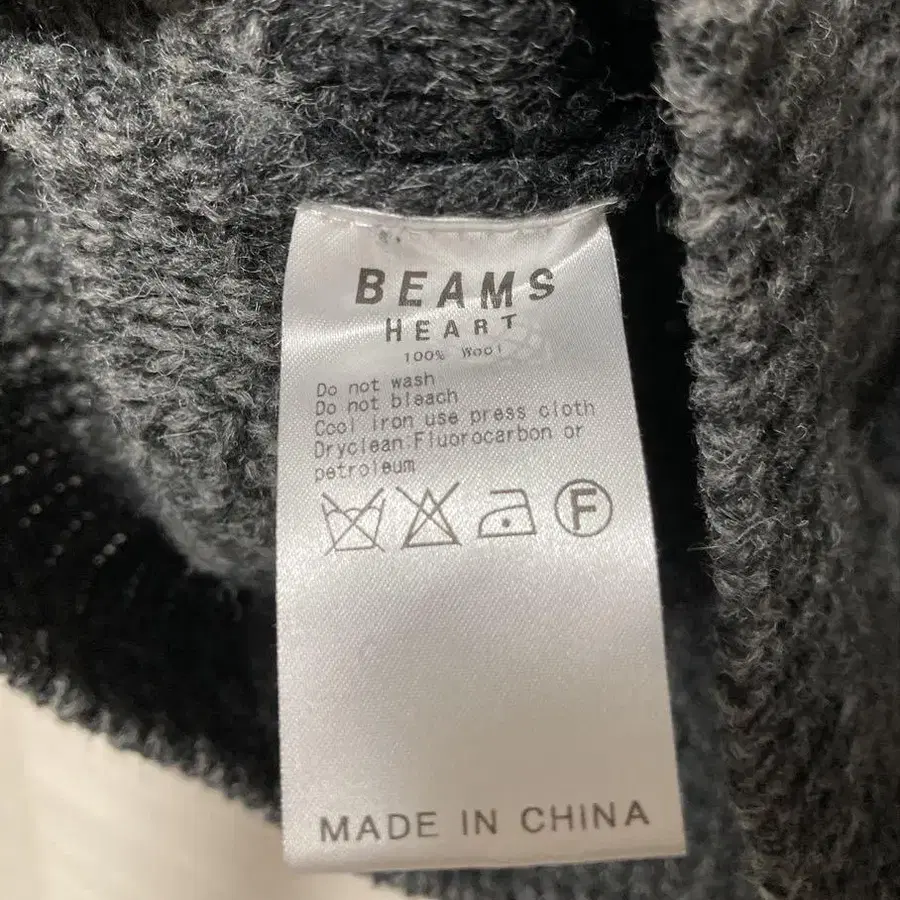 BEAMS
HEART
100% Wool
Do not wash
Do not bleach
Cool iron use press cloth
Dryclean:Fluorocarbon or
petroleum
F
MADE IN CHINA